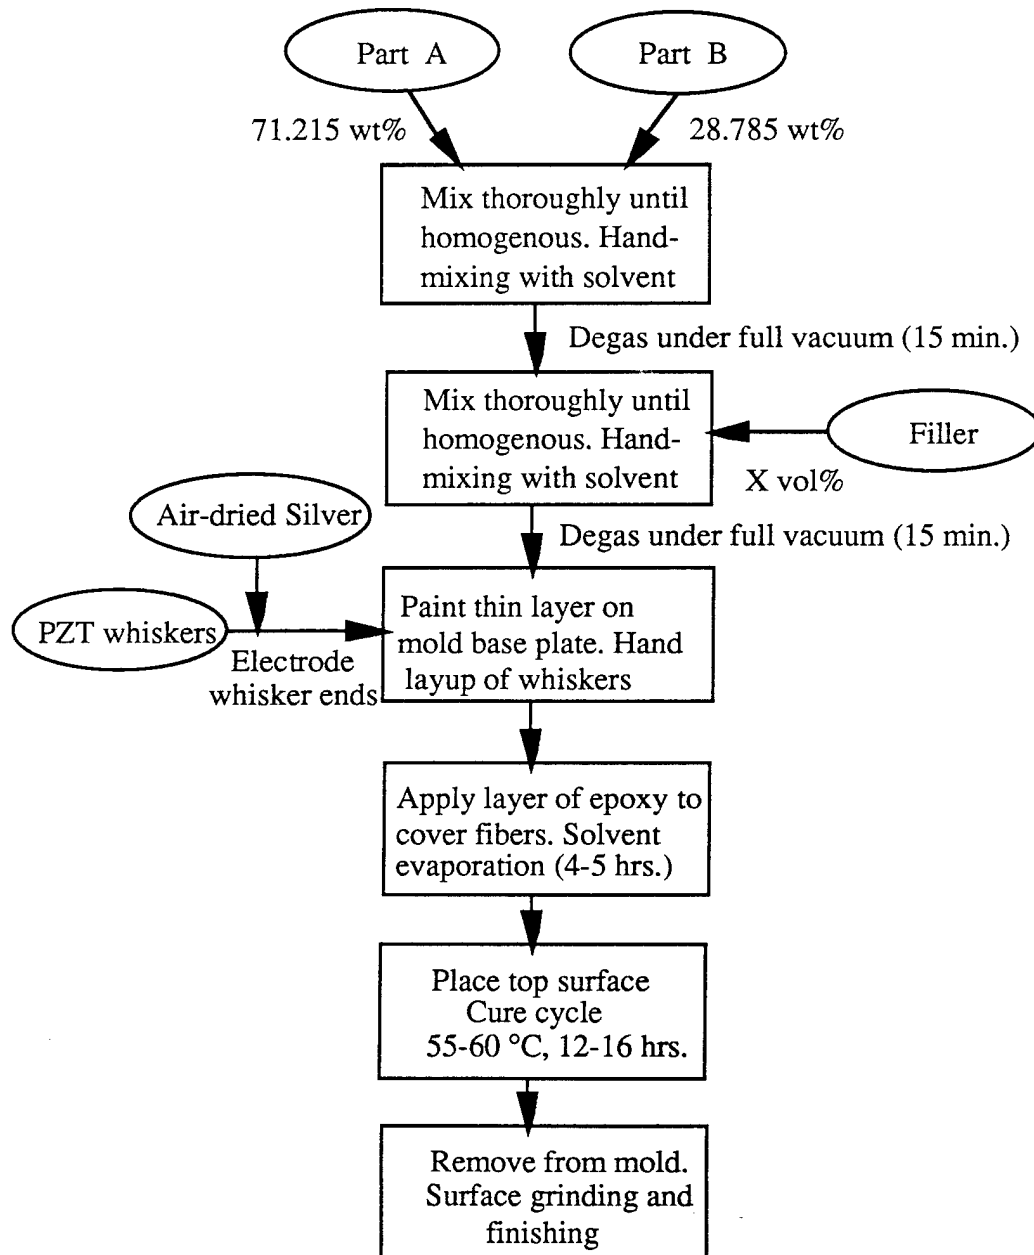 Part A
Part B
71.215 wt%
28.785 wt%
Mix thoroughly until
homogenous. Hand-
mixing with solvent
Degas under full vacuum (15 min.)
Mix thoroughly until
homogenous. Hand-
mixing with solvent
Filler
X vol%
Air-dried Silver
Degas under full vacuum (15 min.)
PZT whiskers
Electrode
whisker ends
Paint thin layer on
mold base plate. Hand
layup of whiskers
Apply layer of epoxy to
cover fibers. Solvent
evaporation (4-5 hrs.)
Place top surface
Cure cycle
55-60 °C, 12-16 hrs.
Remove from mold.
Surface grinding and
finishing